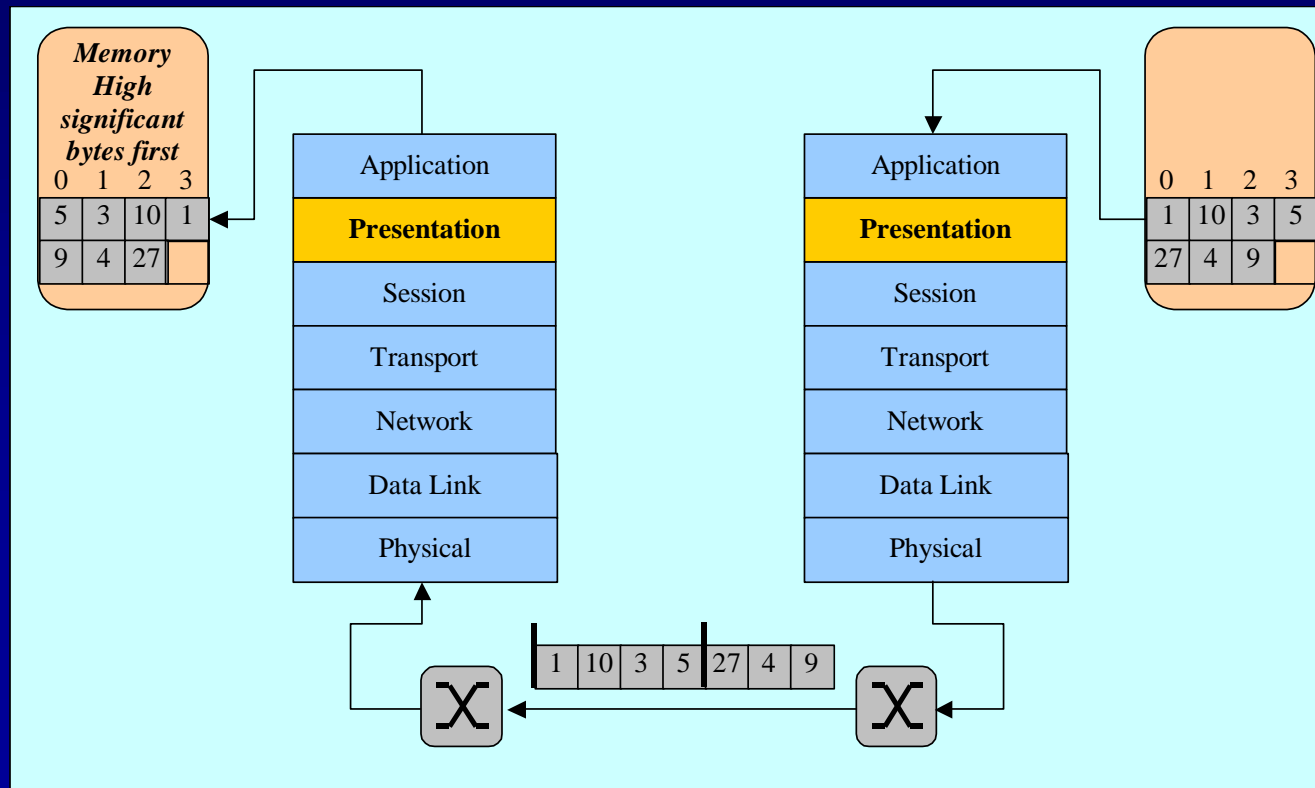 Memory
High
significant
bytes first
0 1 2 3
5 3 10 1
9 4 27
Application
Presentation
Session
Transport
Network
Data Link
Physical
Application
Presentation
Session
Transport
Network
Data Link
Physical
0 1 2 3
1 10 3 5
27 4 9
1 10 3 5 27 4 9